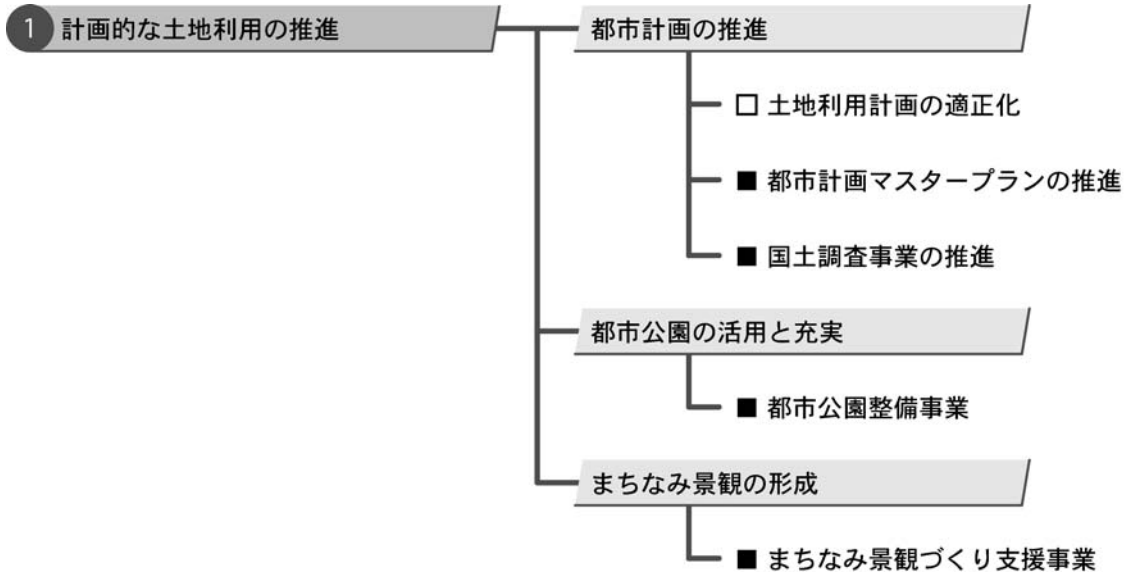 1 計画的な土地利用の推進
都市計画の推進
□ 土地利用計画の適正化
■ 都市計画マスタープランの推進
■ 国土調査事業の推進
都市公園の活用と充実
■ 都市公園整備事業
まちなみ景観の形成
■ まちなみ景観づくり支援事業